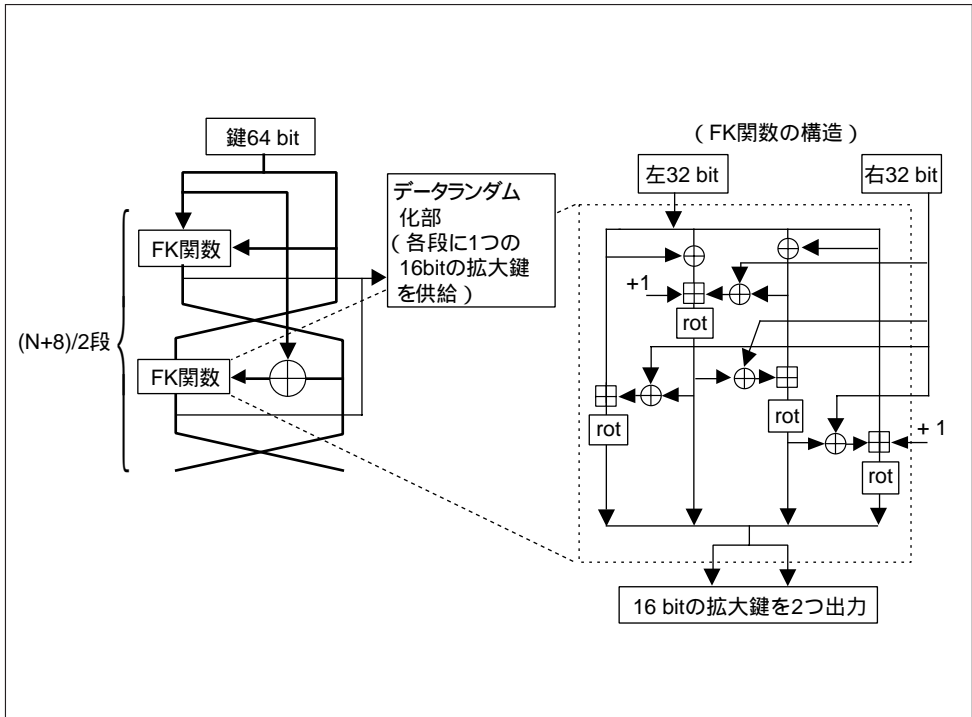 鍵64 bit
(N+8)/2段
FK関数
FK関数
データランダム
化部
(各段に1つの
16bitの拡大鍵
を供給)
(FK関数の構造)
左32 bit
右32 bit
+1
rot
rot
rot
+ 1
rot
16 bitの拡大鍵を2つ出力